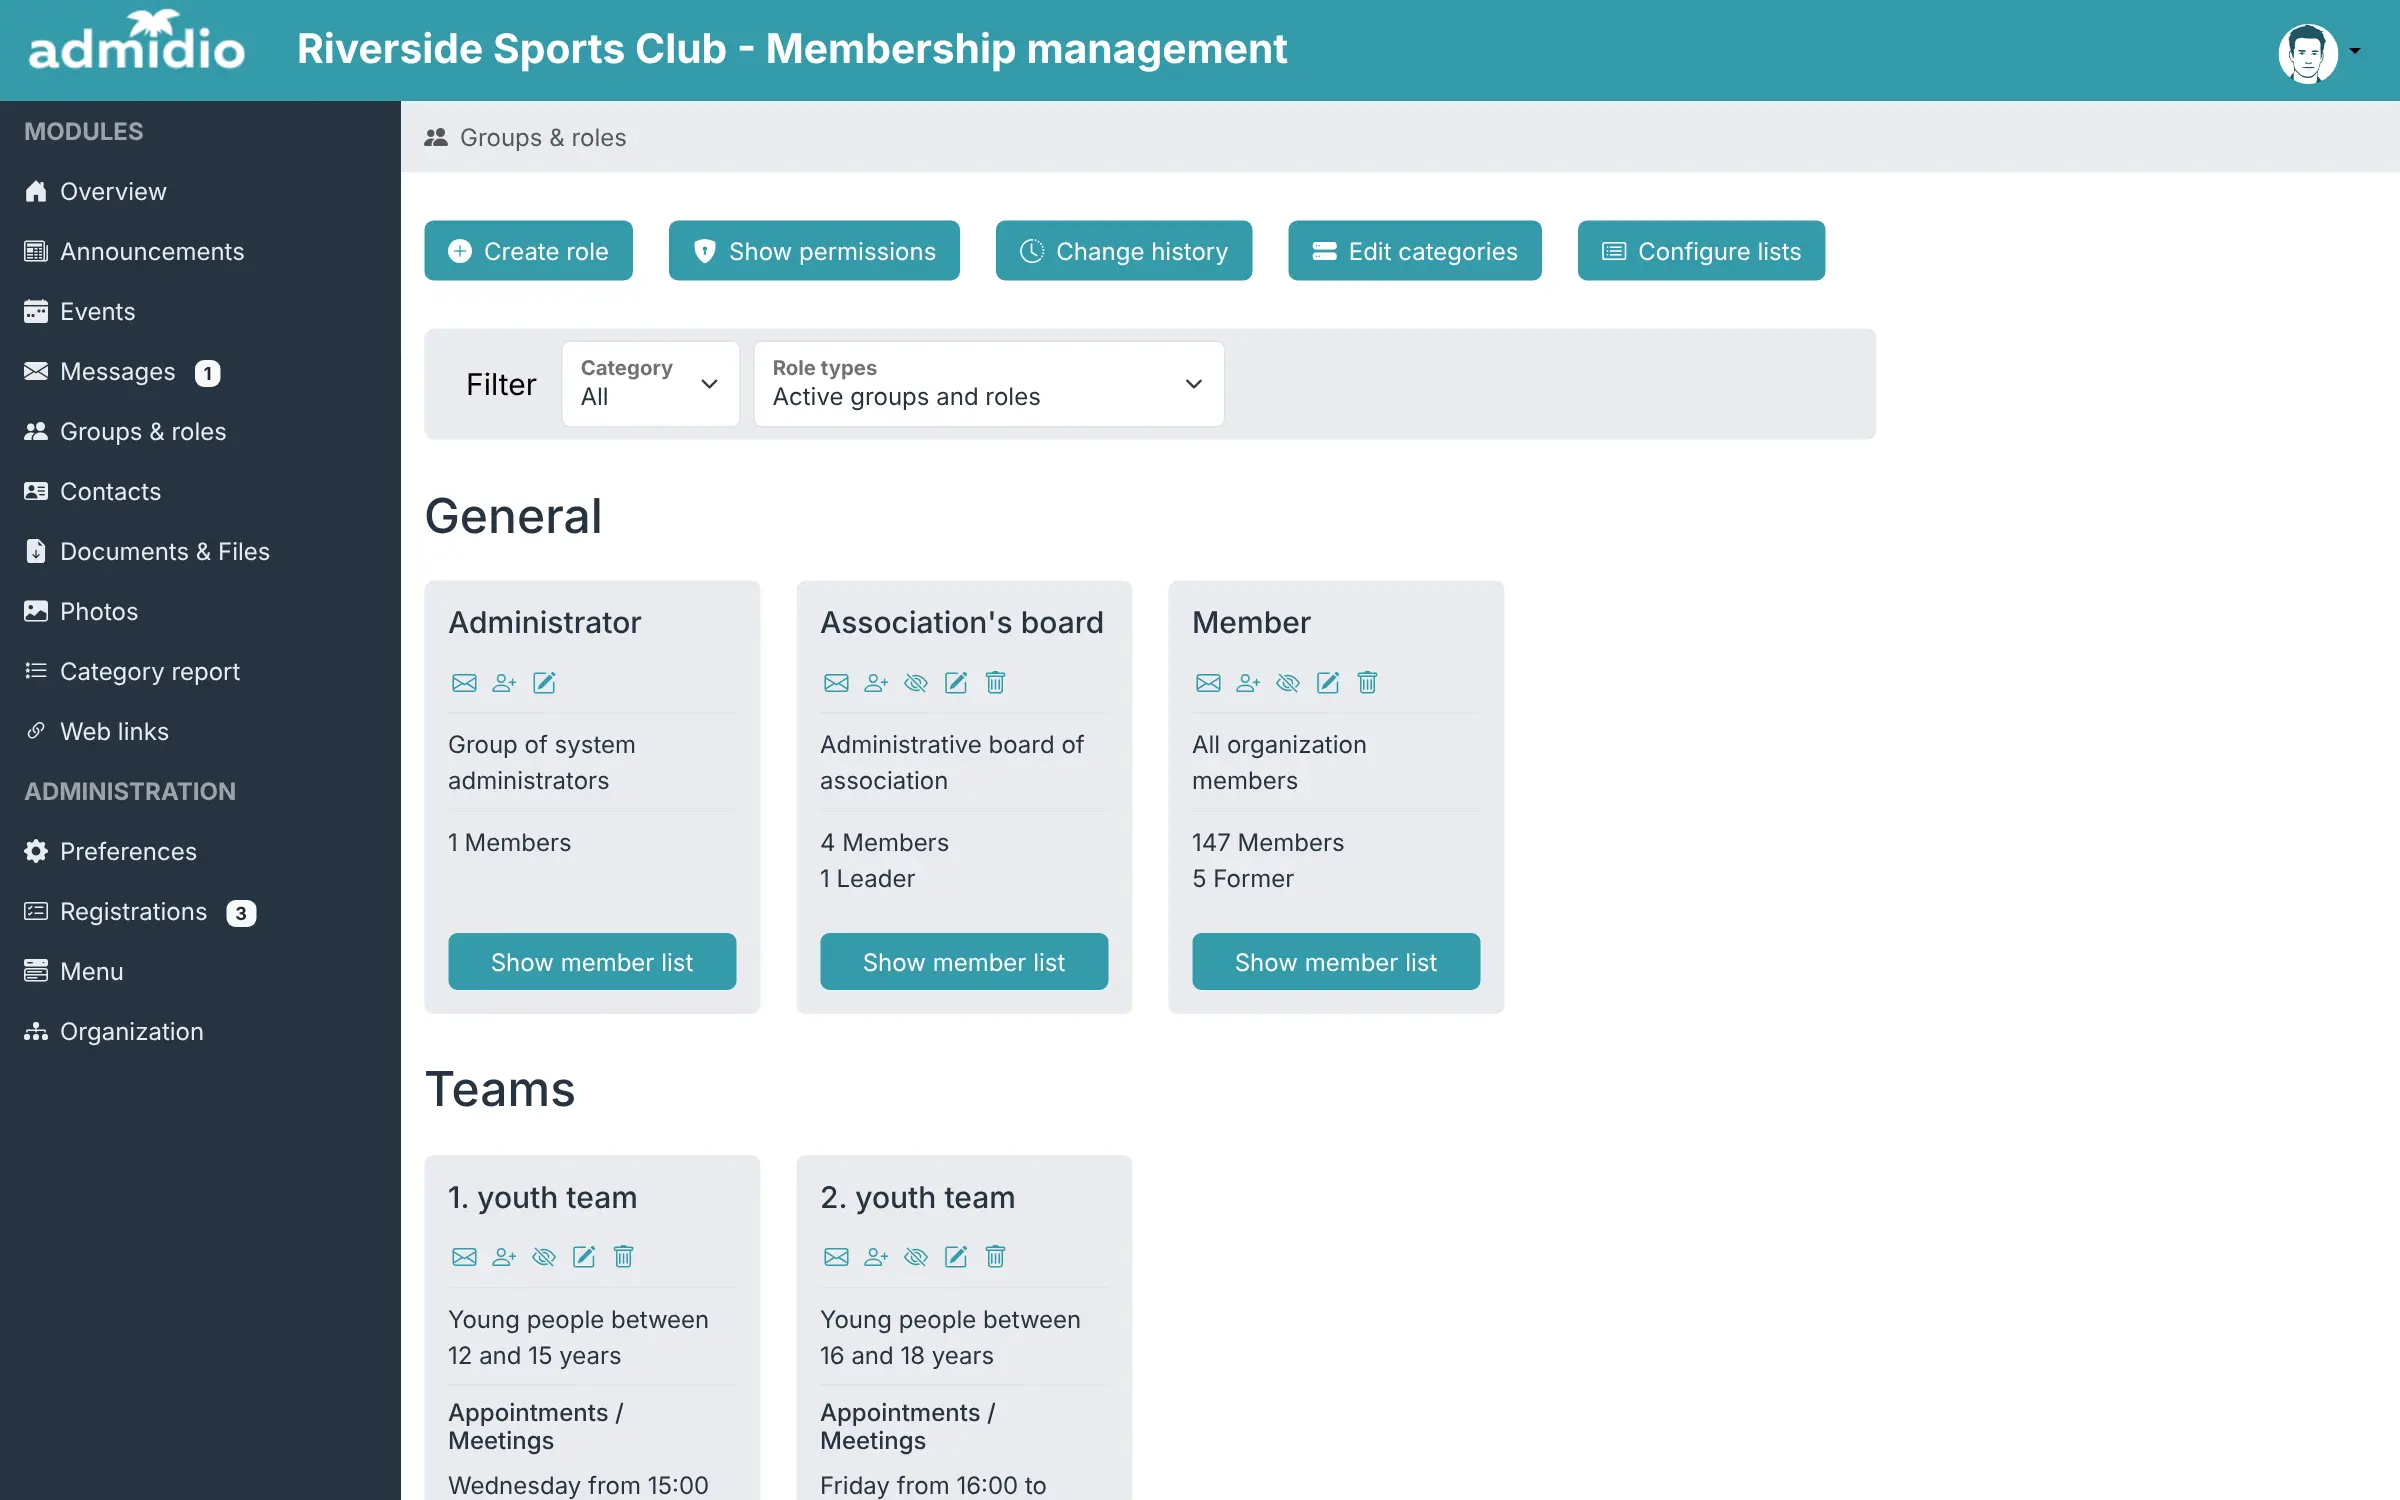 admidio
Riverside Sports Club - Membership management
MODULES
Overview
Announcements
Events
Messages 1
Groups & roles
Contacts
Documents & Files
Photos
Category report
Web links
ADMINISTRATION
Preferences
Registrations 3
Menu
Organization
Groups & roles
Create role
Show permissions
Change history
Edit categories
Configure lists
Filter
Category
All
Role types
Active groups and roles
General
Administrator
Group of system
administrators
1 Members
Show member list
Association's board
Administrative board of
association
4 Members
1 Leader
Show member list
Member
All organization
members
147 Members
5 Former
Show member list
Teams
1. youth team
Young people between
12 and 15 years
Appointments /
Meetings
Wednesday from 15:00
2. youth team
Young people between
16 and 18 years
Appointments /
Meetings
Friday from 16:00 to